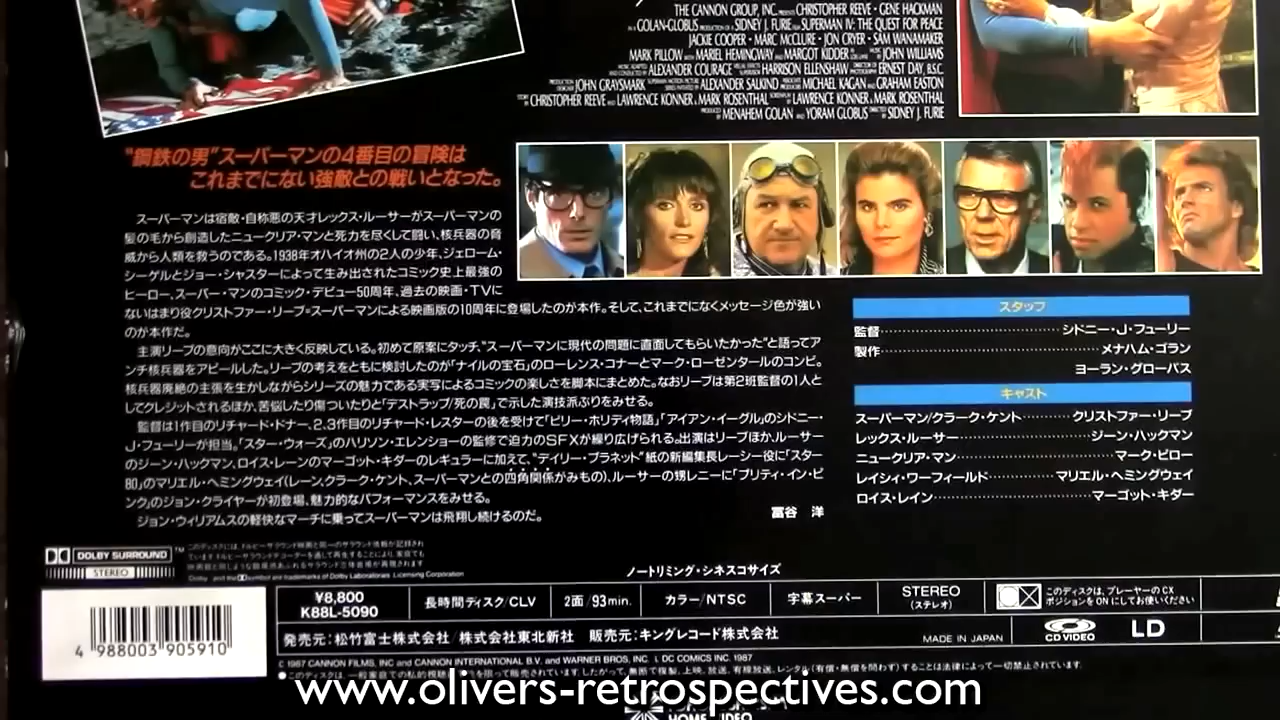 THE CANNON GROUP, INC. PRESENTS CHRISTOPHER REEVE · GENE HACKMAN
IN A GOLAN-GLOBUS PRODUCTION OF A SIDNEY J. FURIE FILM SUPERMAN IV: THE QUEST FOR PEACE
JACKIE COOPER · MARC McCLURE · JON CRYER · SAM WANAMAKER
MARK PILLOW WITH MARIEL HEMINGWAY AND MARGOT KIDDER AS LOIS LANE MUSIC BY JOHN WILLIAMS
MUSIC ADAPTED AND CONDUCTED BY ALEXANDER COURAGE VISUAL EFFECTS SUPERVISOR HARRISON ELLENSHAW DIRECTOR OF PHOTOGRAPHY ERNEST DAY, B.S.C.
PRODUCTION DESIGNER JOHN GRAYSMARK SUPERMAN MOTION PICTURE SERIES INITIATED BY ALEXANDER SALKIND ASSOCIATE PRODUCERS MICHAEL KAGAN AND GRAHAM EASTON
STORY BY CHRISTOPHER REEVE AND LAWRENCE KONNER & MARK ROSENTHAL SCREENPLAY BY LAWRENCE KONNER & MARK ROSENTHAL
PRODUCED BY MENAHEM GOLAN AND YORAM GLOBUS DIRECTED BY SIDNEY J. FURIE
"鋼鉄の男"スーパーマンの4番目の冒険は
これまでにない強敵との戦いとなった。
スーパーマンは宿敵・自称悪の天才レックス・ルーサーがスーパーマンの
髪の毛から創造したニュークリア・マンと死力を尽くして闘い、核兵器の脅
威から人類を救うのである。1938年オハイオ州の2人の少年、ジェローム・
シーゲルとジョー・シャスターによって生み出されたコミック史上最強の
ヒーロー、スーパー・マンのコミック・デビュー50周年、過去の映画・TVに
ないはまり役クリストファー・リーブ・スーパーマンによる映画版の10周年に登場したのが本作。そして、これまでになくメッセージ色が強い
のが本作だ。
主演リーブの意向がここに大きく反映している。初めて原案にタッチ、"スーパーマンに現代の問題に直面してもらいたかった"と語ってア
ンチ核兵器をアピールした。リーブの考えをともに検討したのが「ナイルの宝石」のローレンス・コナーとマーク・ローゼンタールのコンビ。
核兵器廃絶の主張を生かしながらシリーズの魅力である実写によるコミックの楽しさを脚本にまとめた。なおリーブは第2班監督の1人と
してクレジットされるほか、苦悩したり傷ついたりと「デストラップ/死の罠」で示した演技派ぶりをみせる。
監督は1作目のリチャード・ドナー、2、3作目のリチャード・レスターの後を受けて「ビリー・ホリディ物語」「アイアン・イーグル」のシドニー・
J・フューリーが担当。「スター・ウォーズ」のハリソン・エレンショーの監修で迫力のSFXが繰り広げられる。出演はリーブほか、ルーサー
のジーン・ハックマン、ロイス・レーンのマーゴット・キダーのレギュラーに加えて、"デイリー・プラネット"紙の新編集長レーシー役に「スター
80」のマリエル・ヘミングウェイ(レーン、クラーク・ケント、スーパーマンとの四角関係がみもの)、ルーサーの甥レニーに「プリティ・イン・ピ
ンク」のジョン・クライヤーが初登場、魅力的なパフォーマンスをみせる。
ジョン・ウィリアムスの軽快なマーチに乗ってスーパーマンは飛翔し続けるのだ。
冨谷 洋
スタッフ
監督 シドニー・J・フューリー
製作 メナハム・ゴラン
ヨーラン・グローバス
キャスト
スーパーマン/クラーク・ケント クリストファー・リーブ
レックス・ルーサー ジーン・ハックマン
ニュークリア・マン マーク・ピロー
レイシィ・ワーフィールド マリエル・ヘミングウェイ
ロイス・レイン マーゴット・キダー
DOLBY SURROUND
STEREO
ノートリミング・シネスコサイズ
¥8,800
K88L-5090
長時間ディスク/CLV
2面/93min.
カラー/NTSC
字幕スーパー
STEREO
(ステレオ)
このディスクは、プレーヤーのCX
ポジションをONにしてお使いください
発売元:松竹富士株式会社/株式会社東北新社 販売元:キングレコード株式会社
MADE IN JAPAN
CD VIDEO
LD
4 988003 905910
© 1987 CANNON FILMS, INC and CANNON INTERNATIONAL B.V. and WARNER BROS, INC. DC COMICS INC. 1987
www.olivers-retrospectives.com